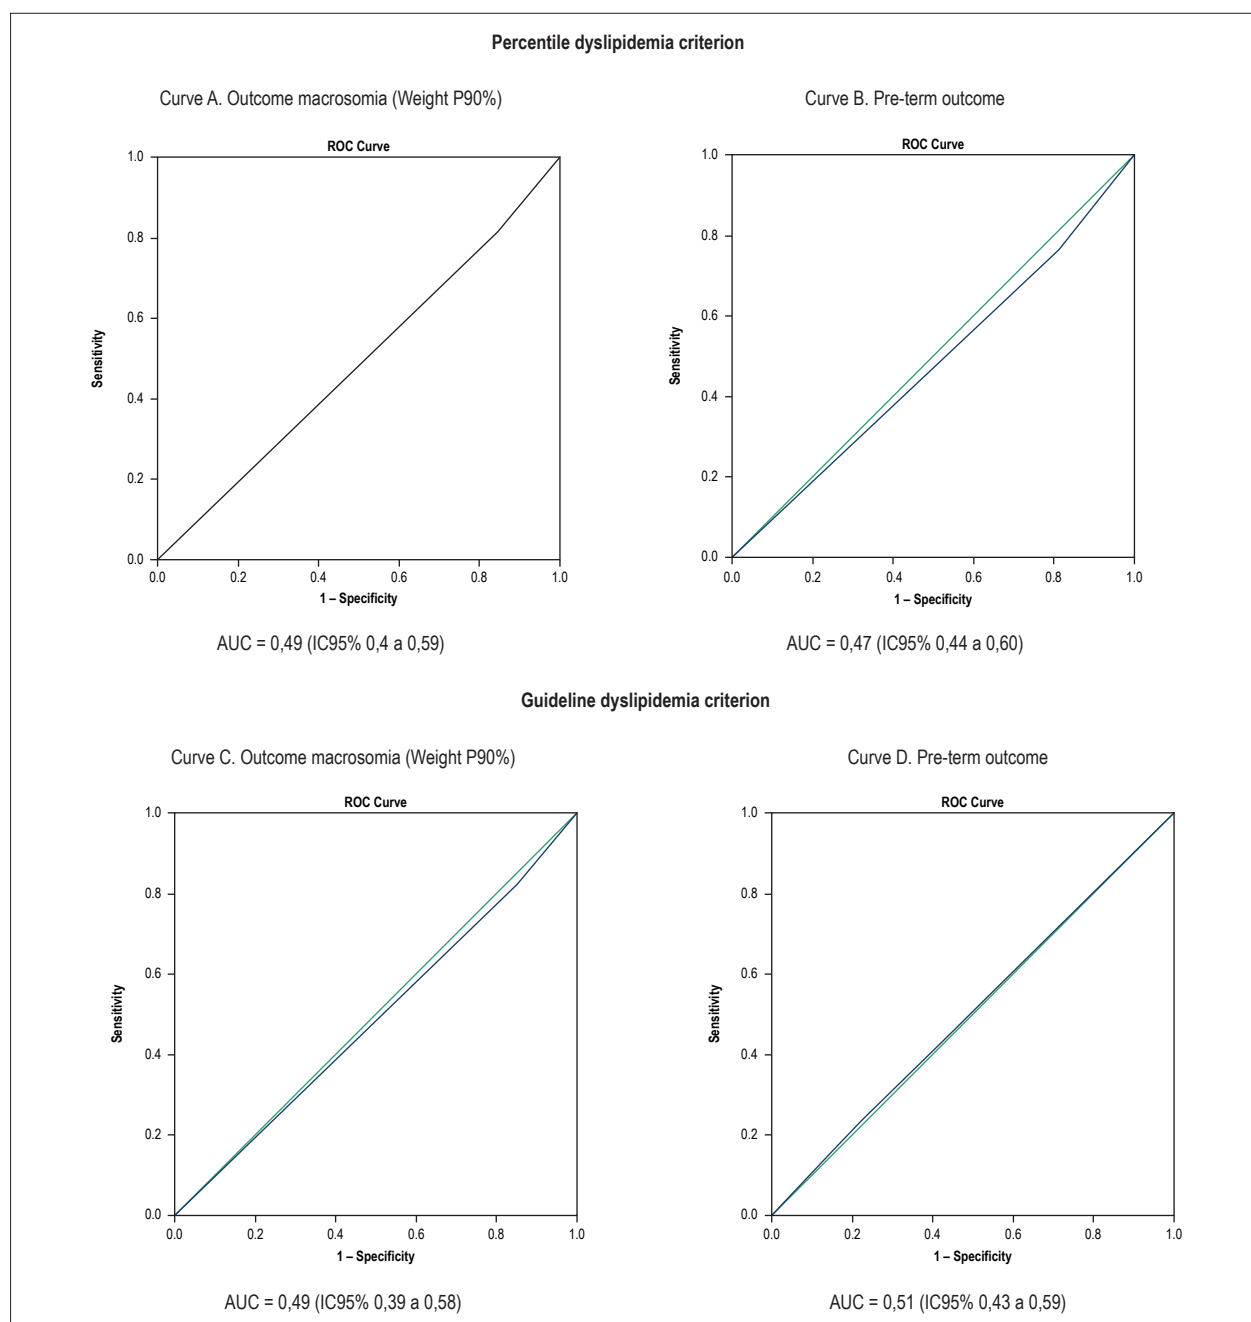 Percentile dyslipidemia criterion
Curve A. Outcome macrosomia (Weight P90%)
ROC Curve
1.0
0.8
0.6
0.4
0.2
0.0
Sensitivity
0.0 0.2 0.4 0.6 0.8 1.0
1 – Specificity
AUC = 0,49 (IC95% 0,4 a 0,59)
Curve B. Pre-term outcome
ROC Curve
1.0
0.8
0.6
0.4
0.2
0.0
Sensitivity
0.0 0.2 0.4 0.6 0.8 1.0
1 – Specificity
AUC = 0,47 (IC95% 0,44 a 0,60)
Guideline dyslipidemia criterion
Curve C. Outcome macrosomia (Weight P90%)
ROC Curve
1.0
0.8
0.6
0.4
0.2
0.0
Sensitivity
0.0 0.2 0.4 0.6 0.8 1.0
1 – Specificity
AUC = 0,49 (IC95% 0,39 a 0,58)
Curve D. Pre-term outcome
ROC Curve
1.0
0.8
0.6
0.4
0.2
0.0
Sensitivity
0.0 0.2 0.4 0.6 0.8 1.0
1 – Specificity
AUC = 0,51 (IC95% 0,43 a 0,59)